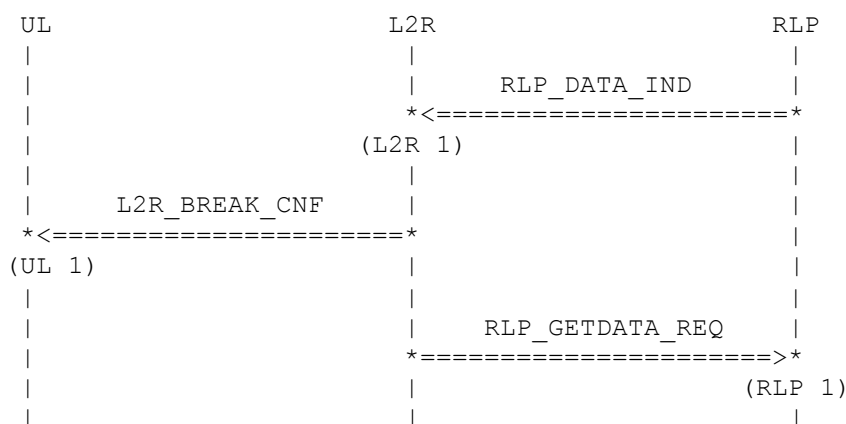 UL L2R RLP
RLP_DATA_IND
(L2R 1)
L2R_BREAK_CNF
(UL 1)
RLP_GETDATA_REQ
(RLP 1)